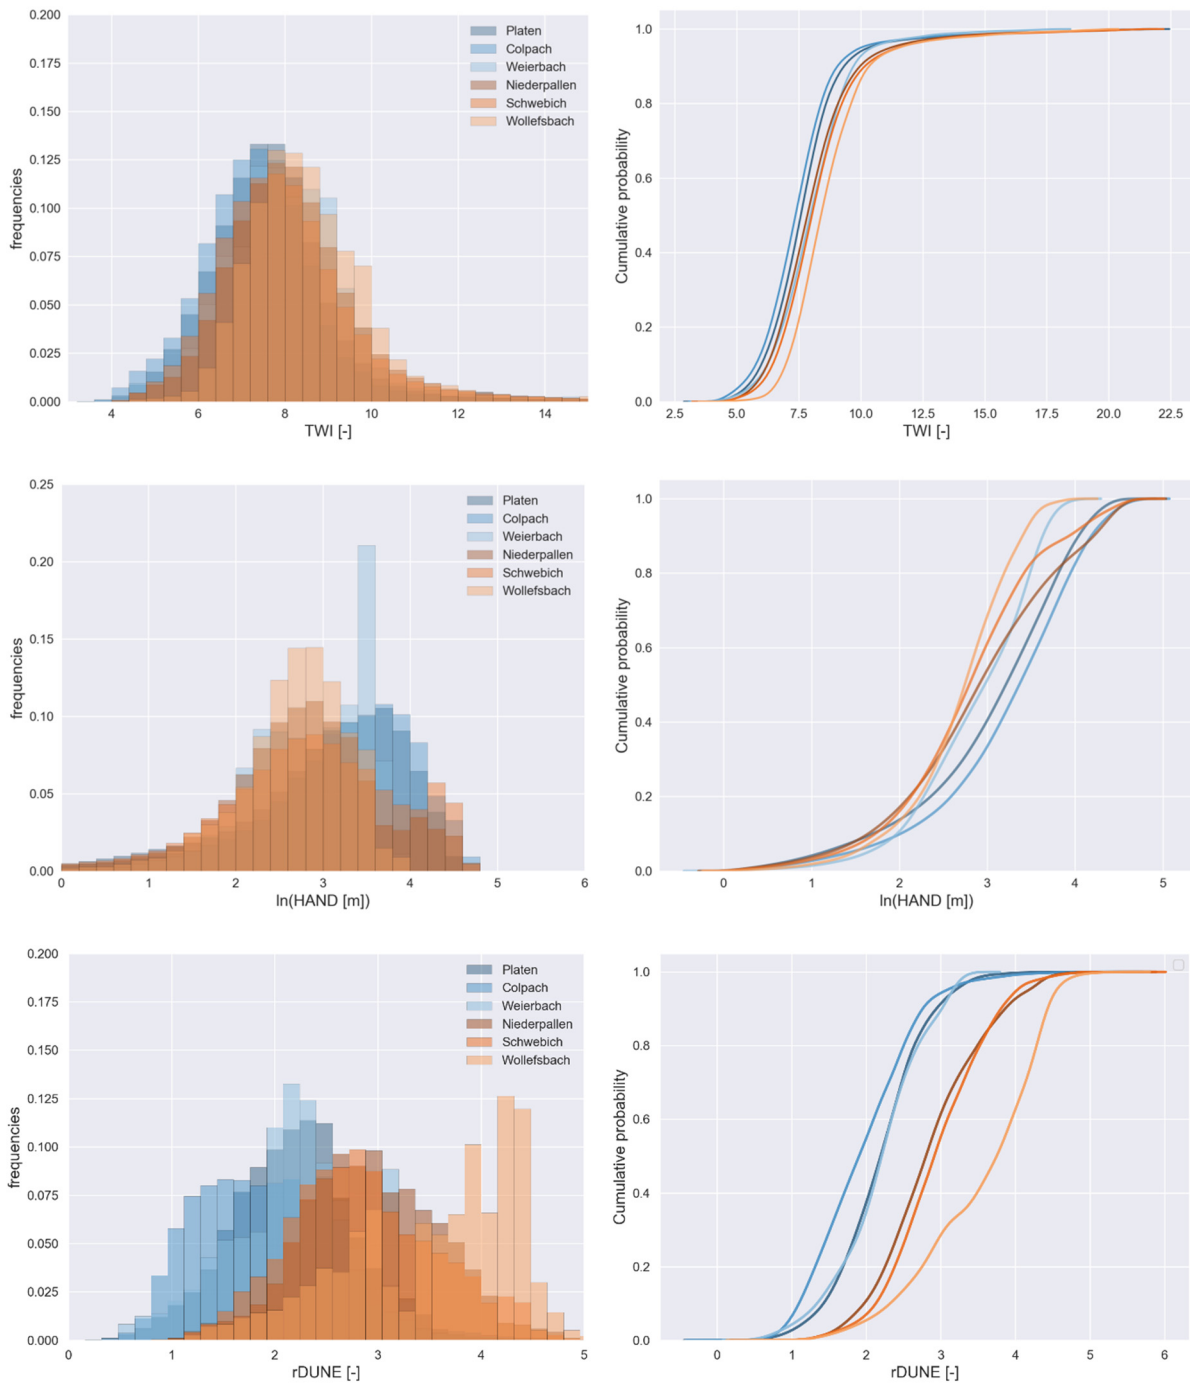 0.200
0.175
0.150
0.125
0.100
0.075
0.050
0.025
0.000
frequencies
4 6 8 10 12 14
TWI [-]
Platen
Colpach
Weierbach
Niederpallen
Schwebich
Wollefsbach
1.0
0.8
0.6
0.4
0.2
0.0
Cumulative probability
2.5 5.0 7.5 10.0 12.5 15.0 17.5 20.0 22.5
TWI [-]
0.25
0.20
0.15
0.10
0.05
0.00
frequencies
0 1 2 3 4 5 6
ln(HAND [m])
Platen
Colpach
Weierbach
Niederpallen
Schwebich
Wollefsbach
1.0
0.8
0.6
0.4
0.2
0.0
Cumulative probability
0 1 2 3 4 5
ln(HAND [m])
0.200
0.175
0.150
0.125
0.100
0.075
0.050
0.025
0.000
frequencies
0 1 2 3 4 5
rDUNE [-]
Platen
Colpach
Weierbach
Niederpallen
Schwebich
Wollefsbach
1.0
0.8
0.6
0.4
0.2
0.0
Cumulative probability
0 1 2 3 4 5 6
rDUNE [-]